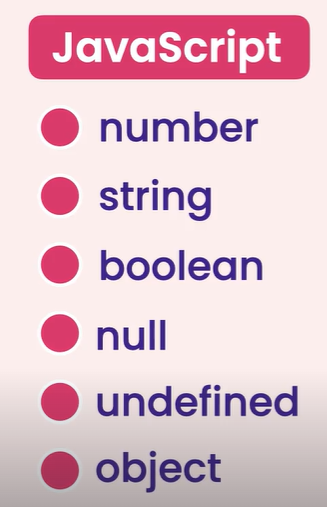 JavaScript
number
string
boolean
null
undefined
object